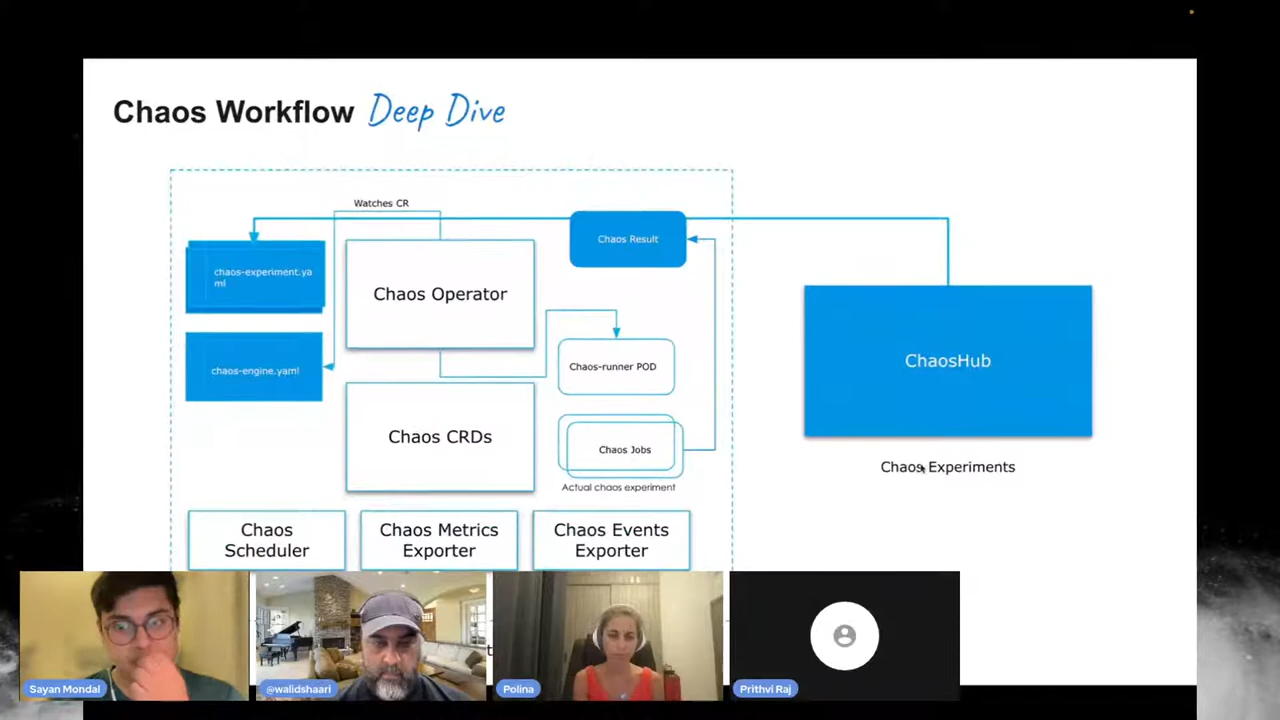 Chaos Workflow Deep Dive
Watches CR
Chaos Result
chaos-experiment.ya
ml
Chaos Operator
chaos-engine.yaml
Chaos-runner POD
ChaosHub
Chaos CRDs
Chaos Jobs
Actual chaos experiment
Chaos Experiments
Chaos
Scheduler
Chaos Metrics
Exporter
Chaos Events
Exporter
Sayan Mondal
@walidshaari
Polina
Prithvi Raj